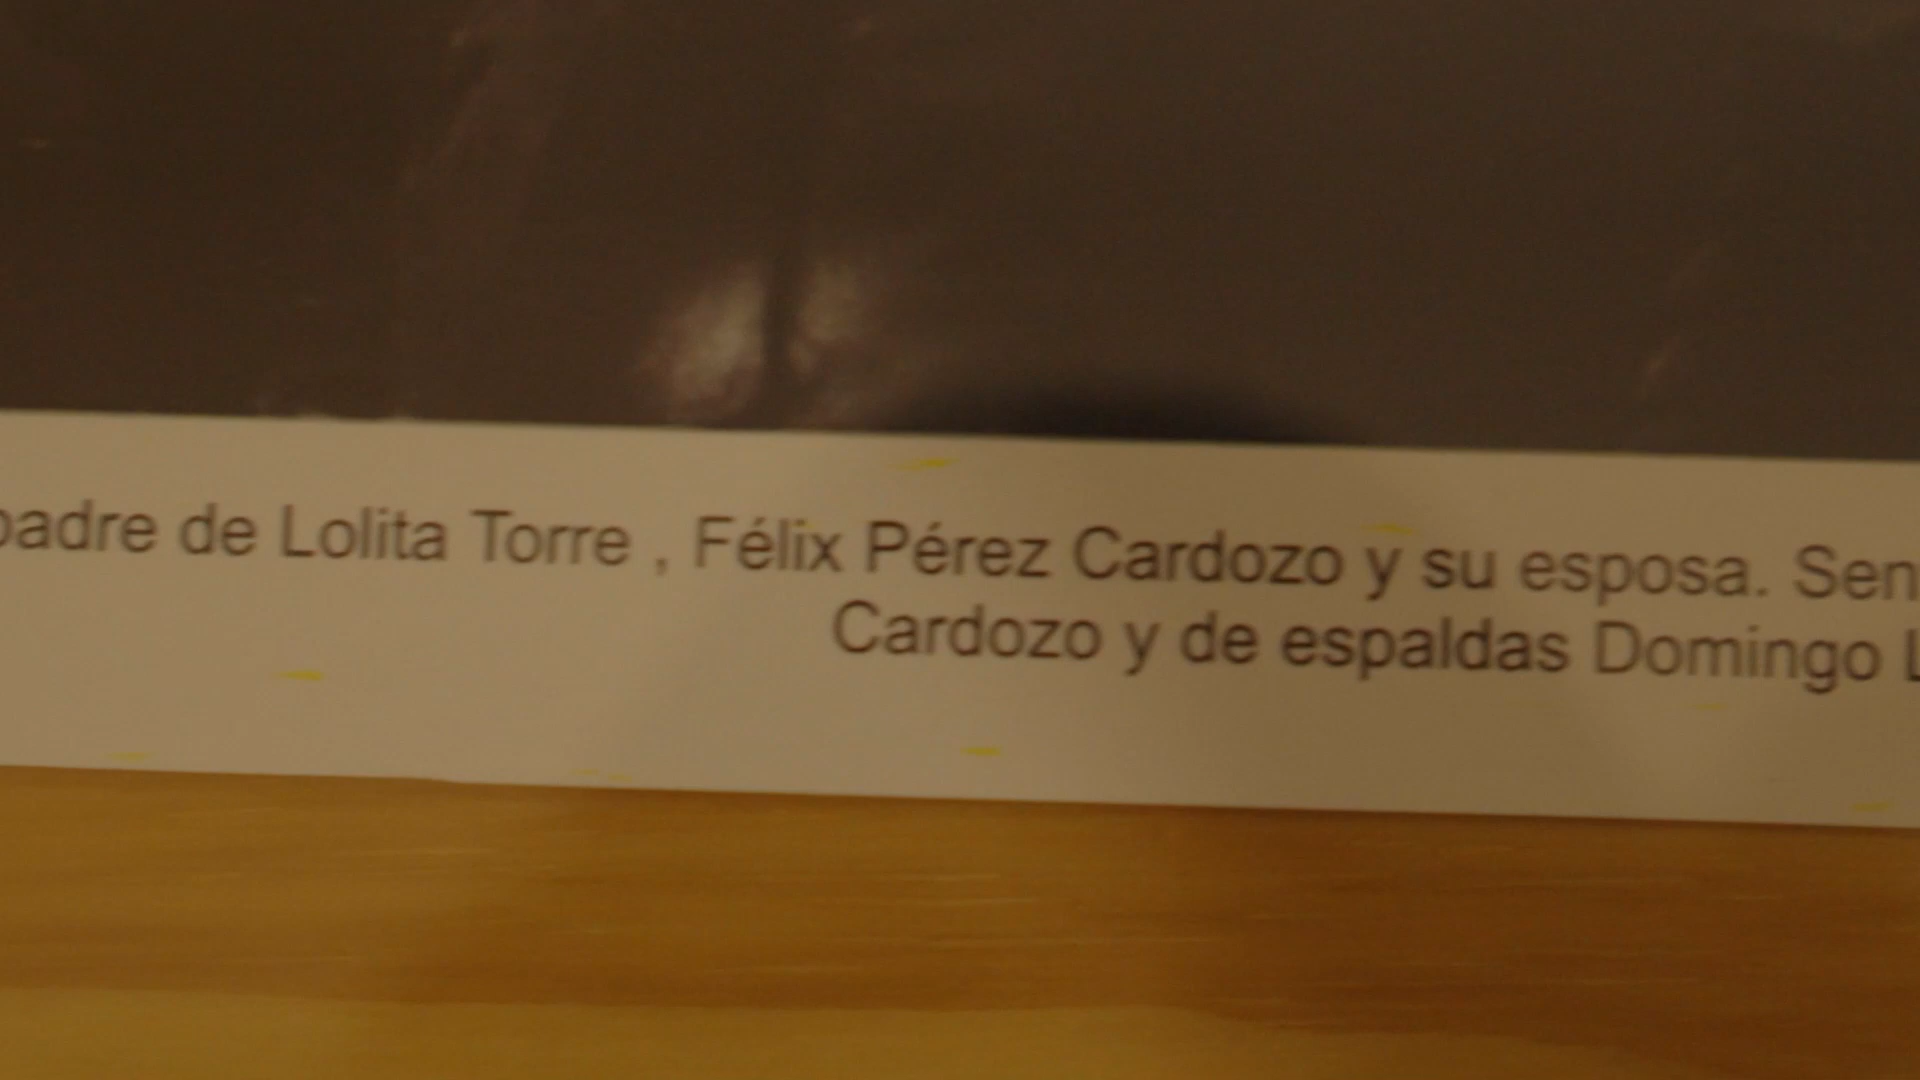 padre de Lolita Torre , Félix Pérez Cardozo y su esposa.
Cardozo y de espaldas Domingo